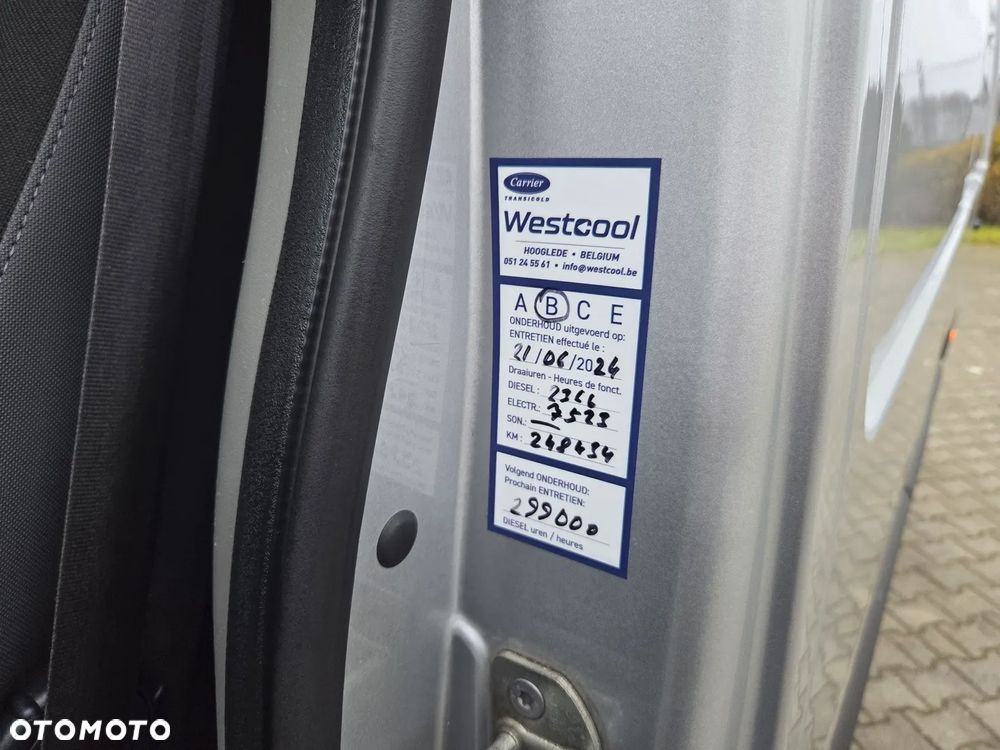 Carrier
TRANSICOLD
Westcool
HOOGLEDE • BELGIUM
051 24 55 61 • info@westcool.be
A B C E
ONDERHOUD uitgevoerd op:
ENTRETIEN effectué le :
21/06/2024
Draaiuren - Heures de fonct.
DIESEL: 2366
ELECTR.: 7523
SON.: —
KM: 248434
Volgend ONDERHOUD:
Prochain ENTRETIEN:
299000
DIESEL uren / heures
OTOMOTO